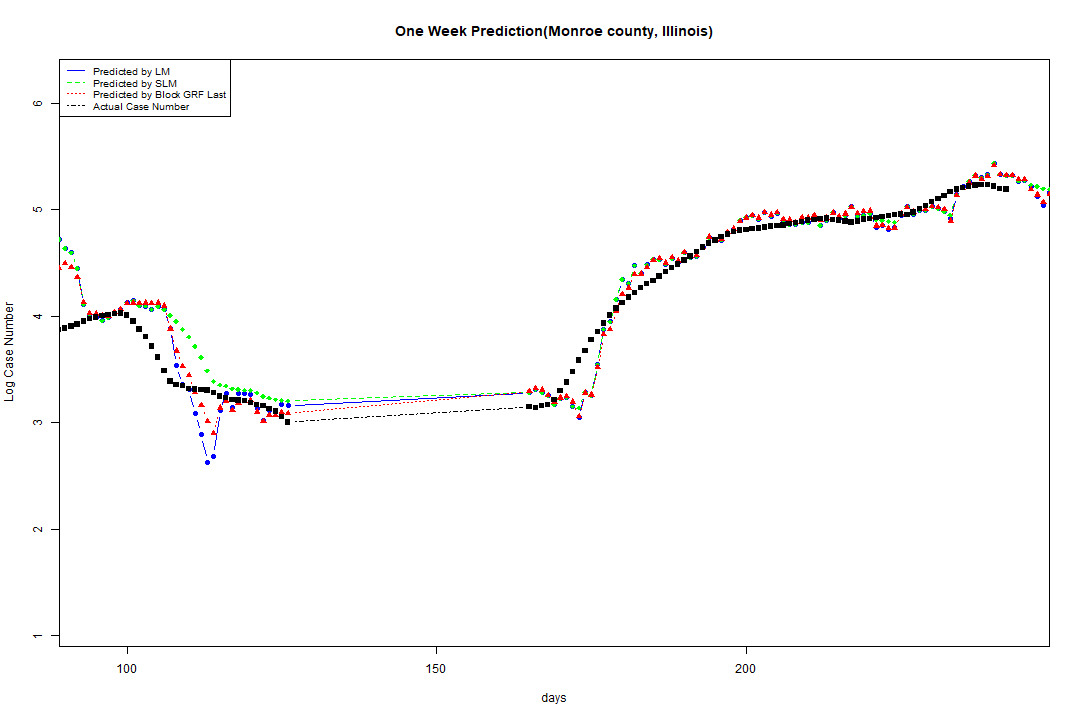 One Week Prediction(Monroe county, Illinois)
Predicted by LM
Predicted by SLM
Predicted by Block GRF Last
Actual Case Number
6
5
4
3
2
1
Log Case Number
100 150 200
days